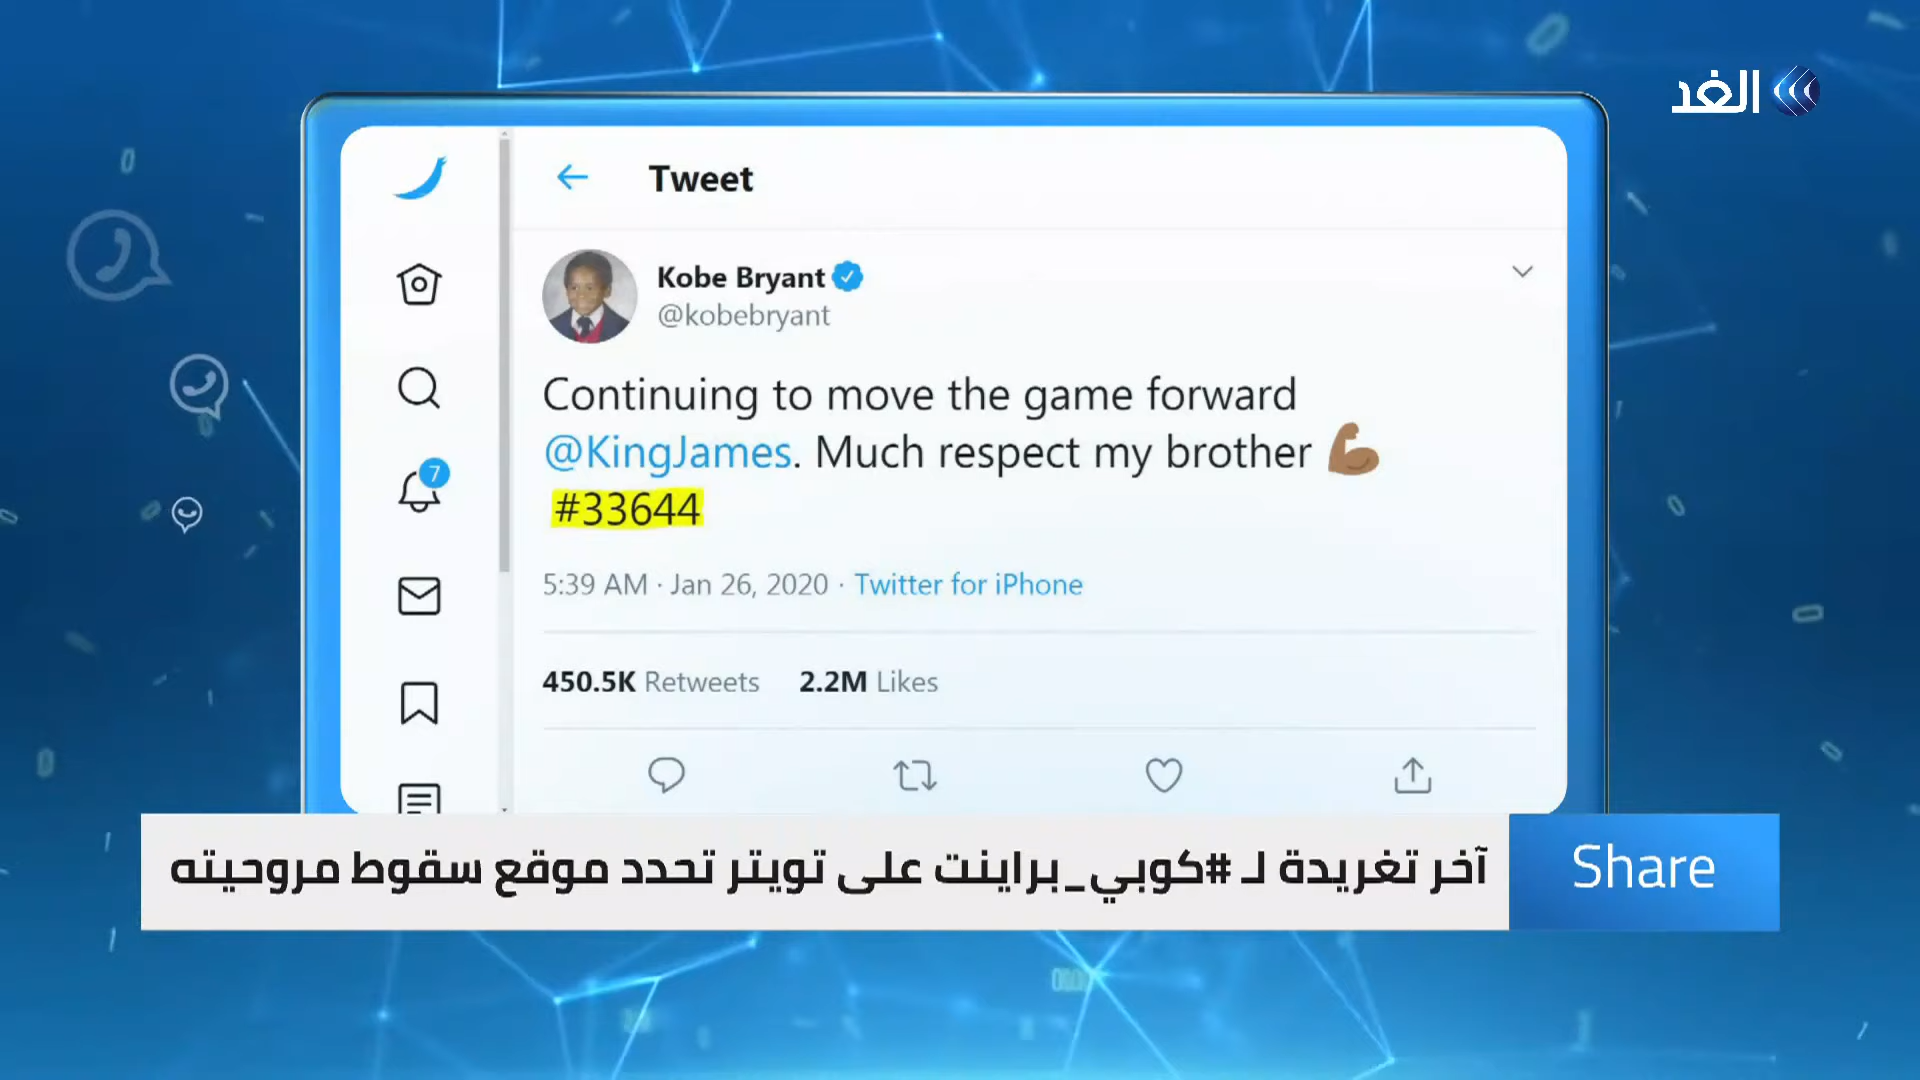 الغد
Tweet
Kobe Bryant
@kobebryant
Continuing to move the game forward
@KingJames. Much respect my brother 💪🏾
#33644
7
5:39 AM · Jan 26, 2020 · Twitter for iPhone
450.5K Retweets 2.2M Likes
آخر تغريدة لـ #كوبي_براينت على تويتر تحدد موقع سقوط مروحيته
Share